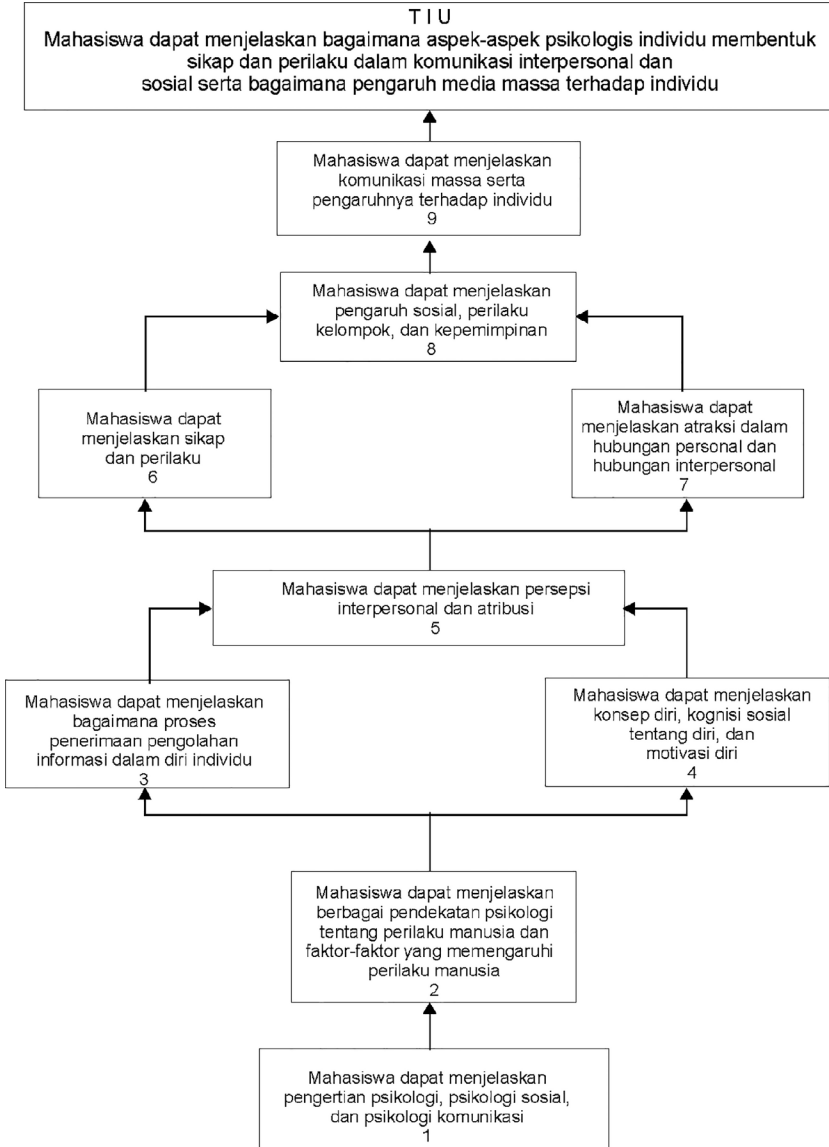 T I U
Mahasiswa dapat menjelaskan bagaimana aspek-aspek psikologis individu membentuk
sikap dan perilaku dalam komunikasi interpersonal dan
sosial serta bagaimana pengaruh media massa terhadap individu
Mahasiswa dapat menjelaskan
komunikasi massa serta
pengaruhnya terhadap individu
9
Mahasiswa dapat menjelaskan
pengaruh sosial, perilaku
kelompok, dan kepemimpinan
8
Mahasiswa dapat
menjelaskan sikap
dan perilaku
6
Mahasiswa dapat
menjelaskan atraksi dalam
hubungan personal dan
hubungan interpersonal
7
Mahasiswa dapat menjelaskan persepsi
interpersonal dan atribusi
5
Mahasiswa dapat menjelaskan
bagaimana proses
penerimaan pengolahan
informasi dalam diri individu
3
Mahasiswa dapat menjelaskan
konsep diri, kognisi sosial
tentang diri, dan
motivasi diri
4
Mahasiswa dapat menjelaskan
berbagai pendekatan psikologi
tentang perilaku manusia dan
faktor-faktor yang memengaruhi
perilaku manusia
2
Mahasiswa dapat menjelaskan
pengertian psikologi, psikologi sosial,
dan psikologi komunikasi
1